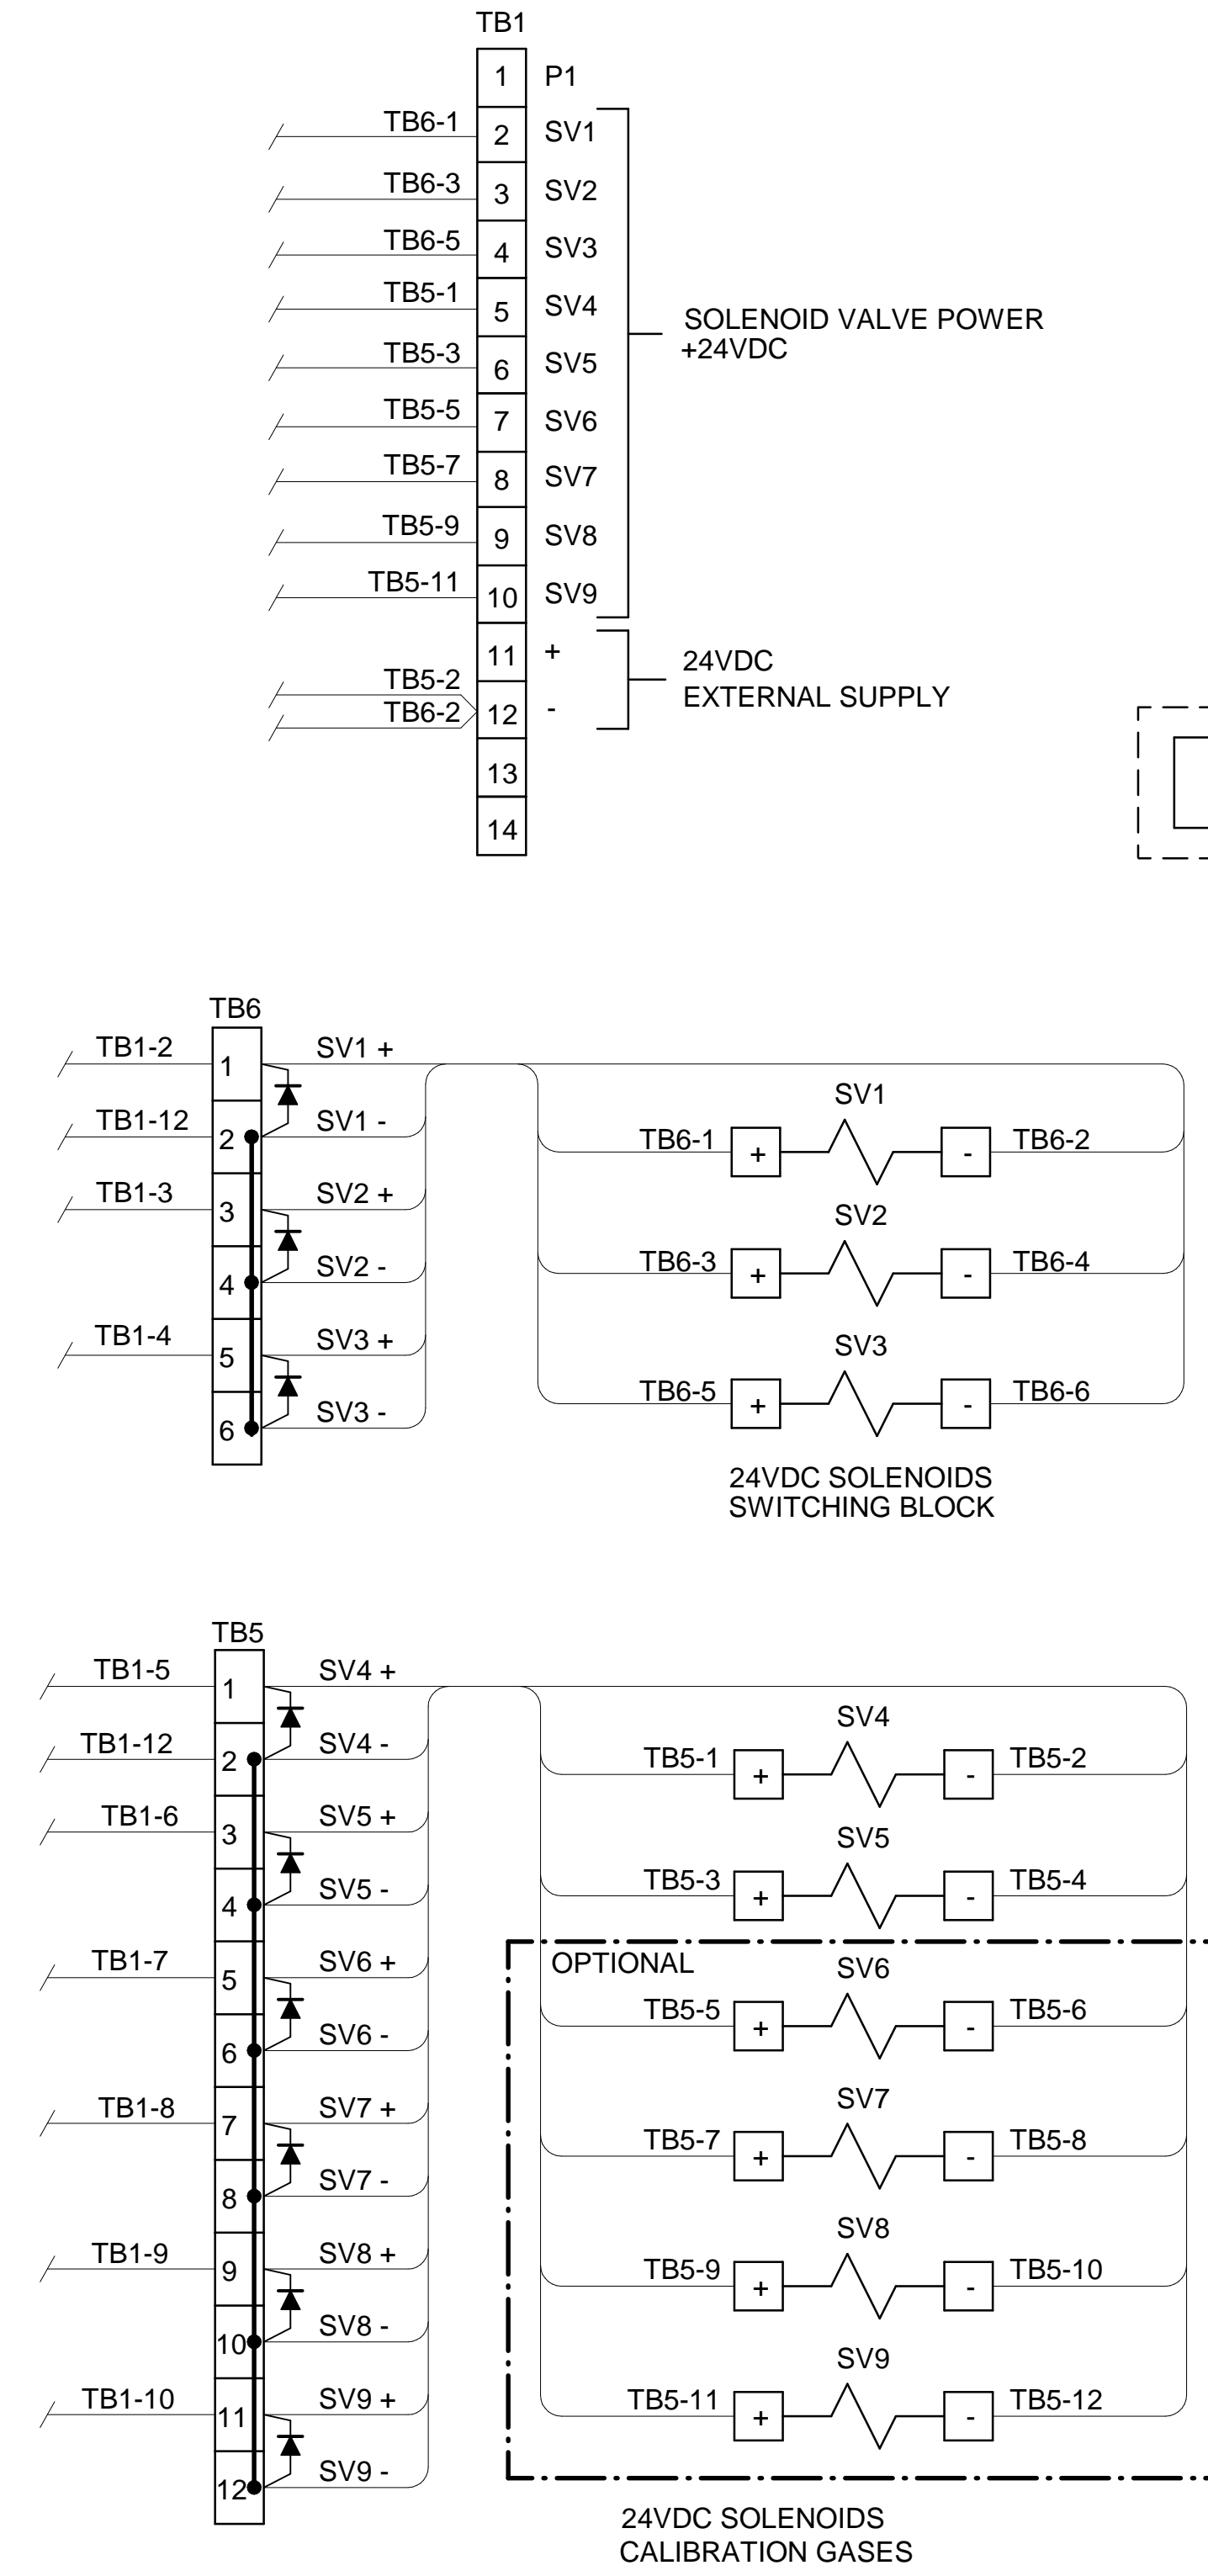 TB1
1 P1
TB6-1 2 SV1
TB6-3 3 SV2
TB6-5 4 SV3
TB5-1 5 SV4
TB5-3 6 SV5
TB5-5 7 SV6
TB5-7 8 SV7
TB5-9 9 SV8
TB5-11 10 SV9
SOLENOID VALVE POWER
+24VDC
11 +
TB5-2
TB6-2 12 -
24VDC
EXTERNAL SUPPLY
13
14
TB6
TB1-2 1 SV1 +
TB1-12 2 SV1 -
TB1-3 3 SV2 +
4 SV2 -
TB1-4 5 SV3 +
6 SV3 -
SV1
TB6-1 + - TB6-2
SV2
TB6-3 + - TB6-4
SV3
TB6-5 + - TB6-6
24VDC SOLENOIDS
SWITCHING BLOCK
TB5
TB1-5 1 SV4 +
TB1-12 2 SV4 -
TB1-6 3 SV5 +
4 SV5 -
TB1-7 5 SV6 +
6 SV6 -
TB1-8 7 SV7 +
8 SV7 -
TB1-9 9 SV8 +
10 SV8 -
TB1-10 11 SV9 +
12 SV9 -
SV4
TB5-1 + - TB5-2
SV5
TB5-3 + - TB5-4
OPTIONAL
SV6
TB5-5 + - TB5-6
SV7
TB5-7 + - TB5-8
SV8
TB5-9 + - TB5-10
SV9
TB5-11 + - TB5-12
24VDC SOLENOIDS
CALIBRATION GASES